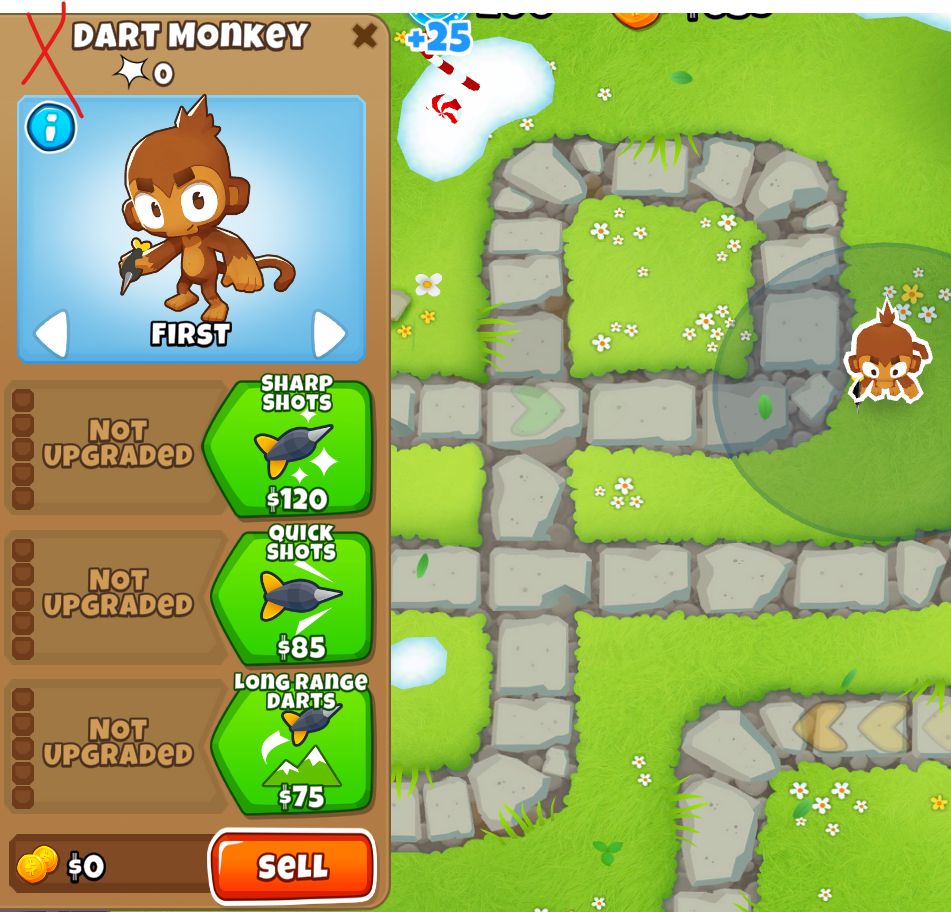 DART MONKEY
0
+25
FIRST
SHARP
SHOTS
NOT
UPGRADED
$120
QUICK
SHOTS
NOT
UPGRADED
$85
LONG RANGE
DARTS
NOT
UPGRADED
$75
$0
SELL